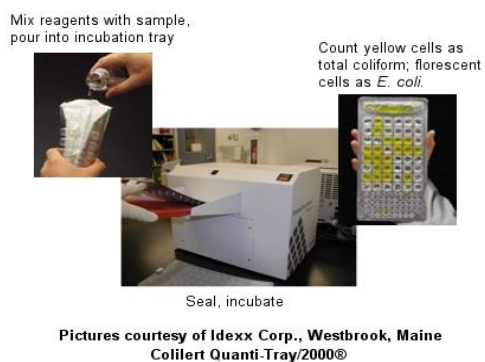 Mix reagents with sample,
pour into incubation tray
Count yellow cells as
total coliform; florescent
cells as E. coli.
Seal, incubate
Pictures courtesy of Idexx Corp., Westbrook, Maine
Colilert Quanti-Tray/2000®